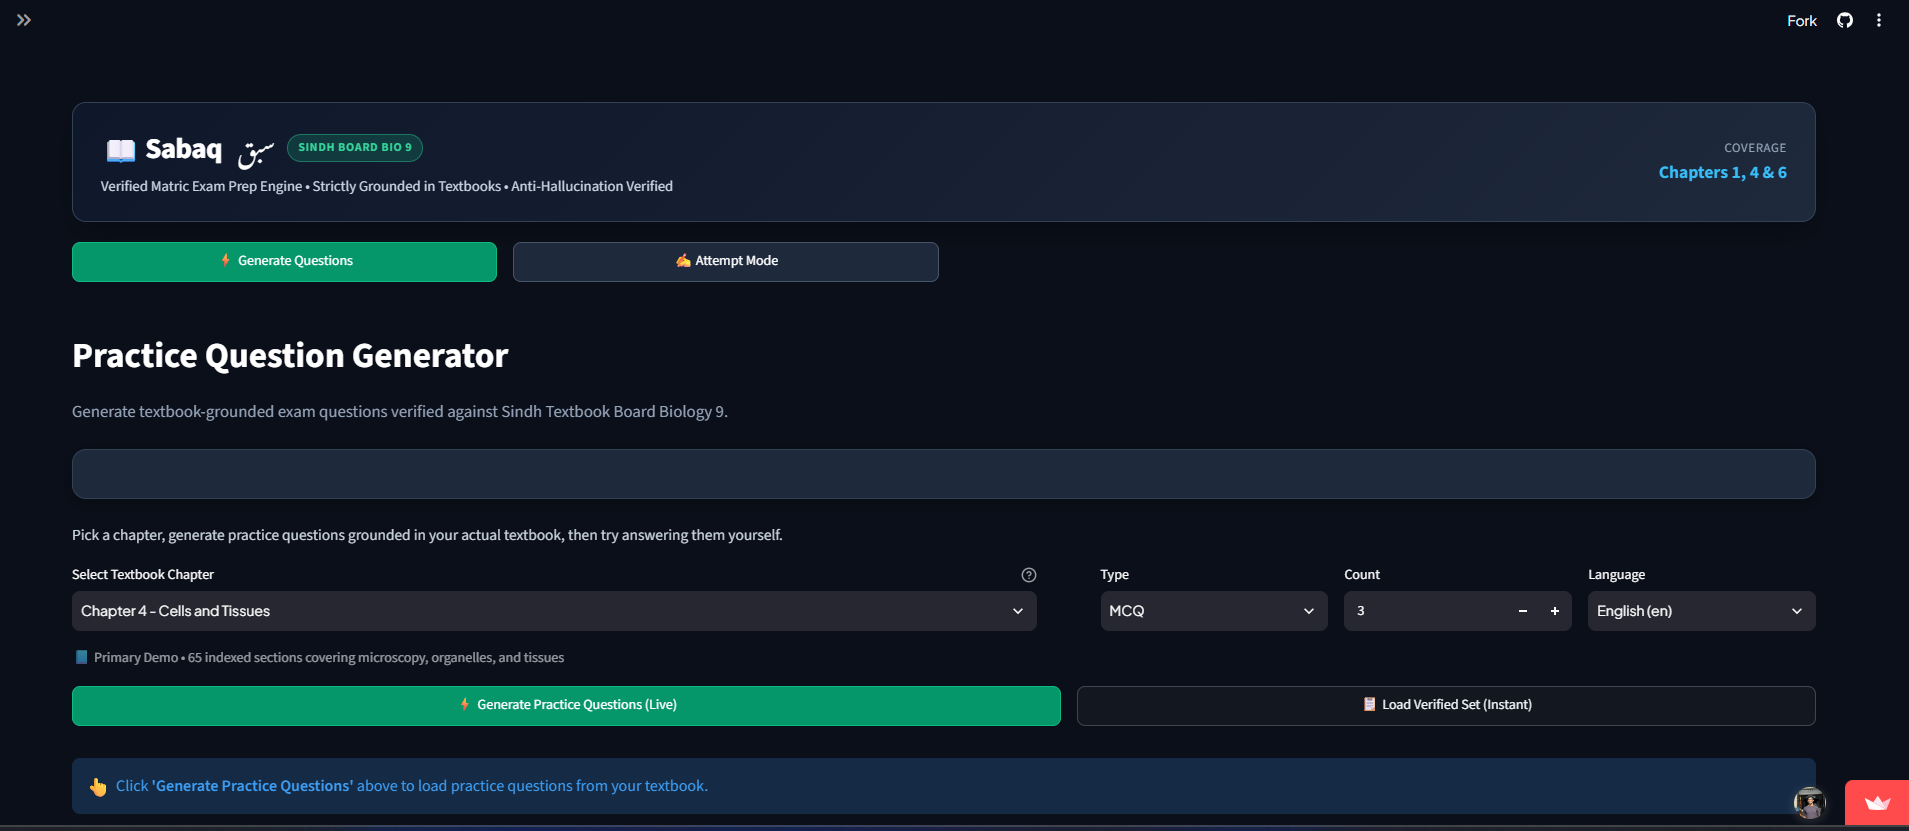 Fork
Sabaq سبق SINDH BOARD BIO 9
Verified Matric Exam Prep Engine • Strictly Grounded in Textbooks • Anti-Hallucination Verified
COVERAGE
Chapters 1, 4 & 6
Generate Questions
Attempt Mode
Practice Question Generator
Generate textbook-grounded exam questions verified against Sindh Textbook Board Biology 9.
Pick a chapter, generate practice questions grounded in your actual textbook, then try answering them yourself.
Select Textbook Chapter
Chapter 4 - Cells and Tissues
Type
MCQ
Count
3
Language
English (en)
Primary Demo • 65 indexed sections covering microscopy, organelles, and tissues
Generate Practice Questions (Live)
Load Verified Set (Instant)
Click 'Generate Practice Questions' above to load practice questions from your textbook.